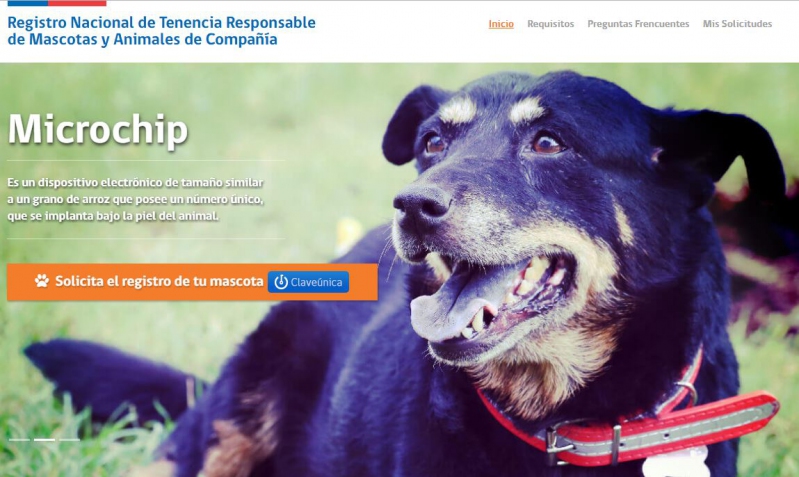 Registro Nacional de Tenencia Responsable
de Mascotas y Animales de Compañía
Inicio Requisitos Preguntas Frencuentes Mis Solicitudes
Microchip
Es un dispositivo electrónico de tamaño similar
a un grano de arroz que posee un número único,
que se implanta bajo la piel del animal.
Solicita el registro de tu mascota Claveúnica